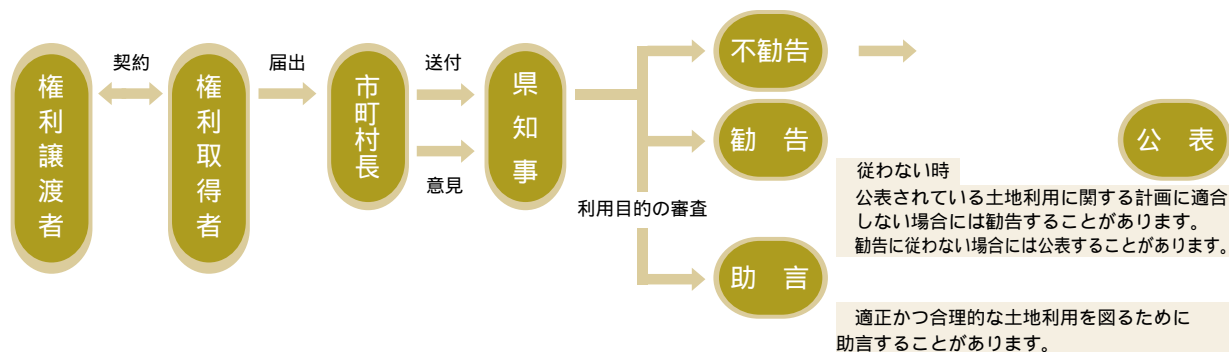 権利譲渡者
契約
権利取得者
届出
市町村長
送付
意見
県知事
利用目的の審査
不勧告
勧　告
公　表
従わない時
公表されている土地利用に関する計画に適合
しない場合には勧告することがあります。
勧告に従わない場合には公表することがあります。
助　言
適正かつ合理的な土地利用を図るために
助言することがあります。